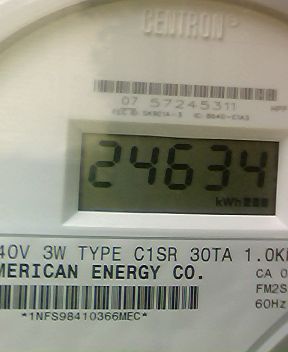 CENTRON
07 57245311
24634
kWh
40V 3W TYPE C1SR 30TA 1.0K
MERICAN ENERGY CO.
CA 0
FM2S
60Hz
*1NFS98410366MEC*